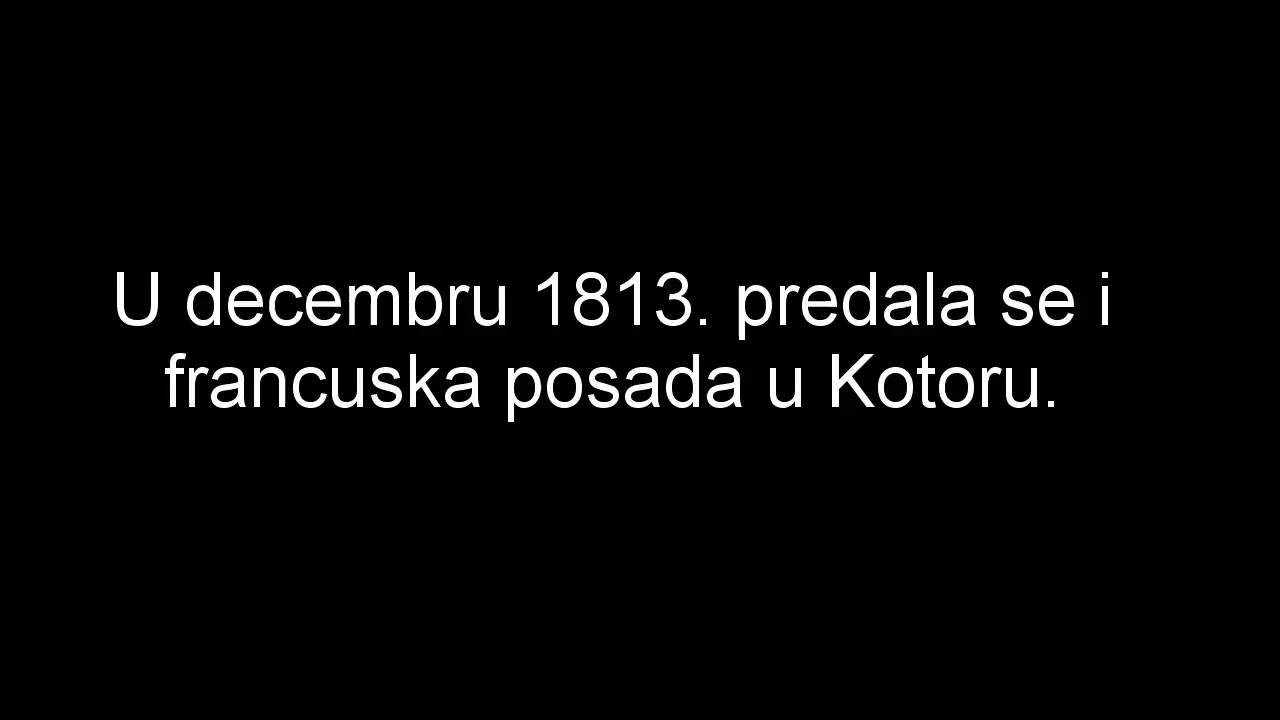 U decembru 1813. predala se i
francuska posada u Kotoru.